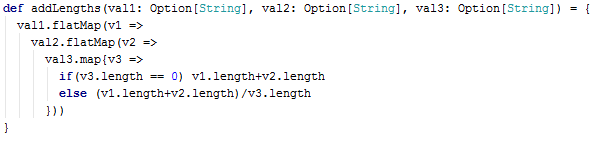 def addLengths(val1: Option[String], val2: Option[String], val3: Option[String]) = {
  val1.flatMap(v1 =>
    val2.flatMap(v2 =>
      val3.map{v3 =>
        if(v3.length == 0) v1.length+v2.length
        else (v1.length+v2.length)/v3.length
      }))
}